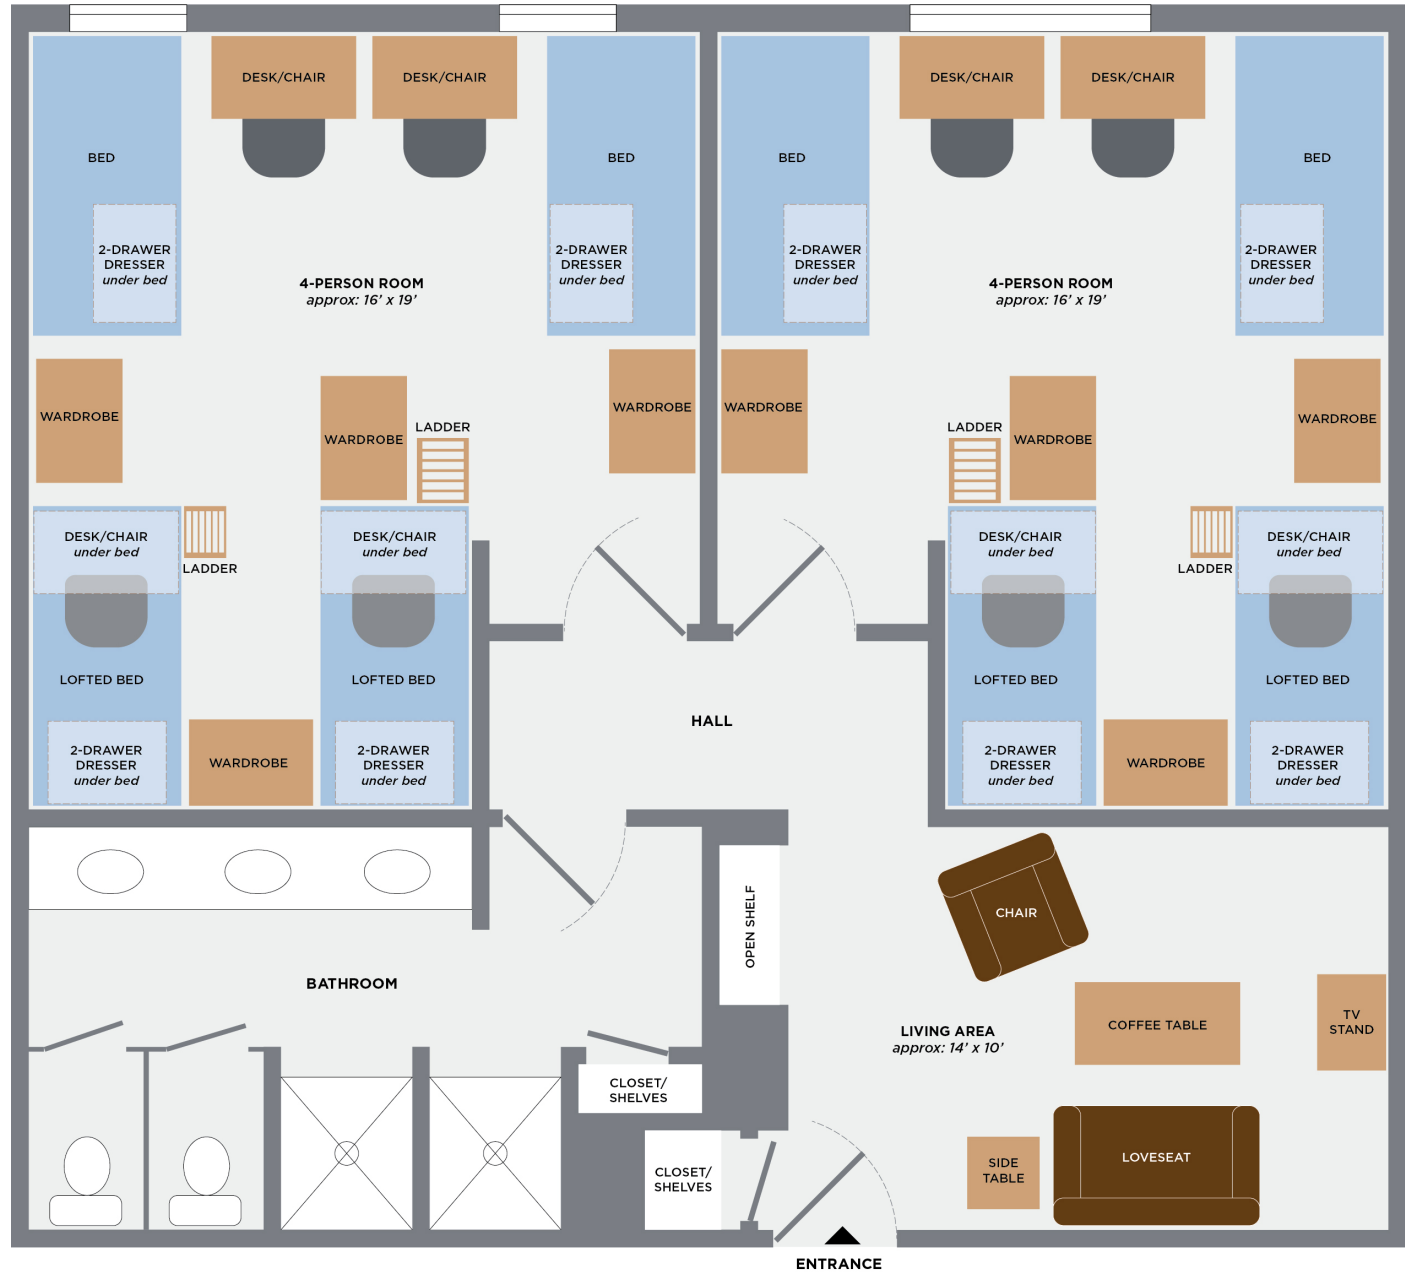 DESK/CHAIR
DESK/CHAIR
DESK/CHAIR
DESK/CHAIR
BED
BED
BED
BED
2-DRAWER
DRESSER
under bed
2-DRAWER
DRESSER
under bed
2-DRAWER
DRESSER
under bed
2-DRAWER
DRESSER
under bed
4-PERSON ROOM
approx: 16’ x 19’
4-PERSON ROOM
approx: 16’ x 19’
WARDROBE
WARDROBE
LADDER
WARDROBE
WARDROBE
LADDER
WARDROBE
WARDROBE
DESK/CHAIR
under bed
LADDER
DESK/CHAIR
under bed
DESK/CHAIR
under bed
LADDER
DESK/CHAIR
under bed
LOFTED BED
LOFTED BED
LOFTED BED
LOFTED BED
HALL
2-DRAWER
DRESSER
under bed
WARDROBE
2-DRAWER
DRESSER
under bed
2-DRAWER
DRESSER
under bed
WARDROBE
2-DRAWER
DRESSER
under bed
OPEN SHELF
CHAIR
BATHROOM
LIVING AREA
approx: 14’ x 10’
COFFEE TABLE
TV
STAND
CLOSET/
SHELVES
CLOSET/
SHELVES
SIDE
TABLE
LOVESEAT
ENTRANCE